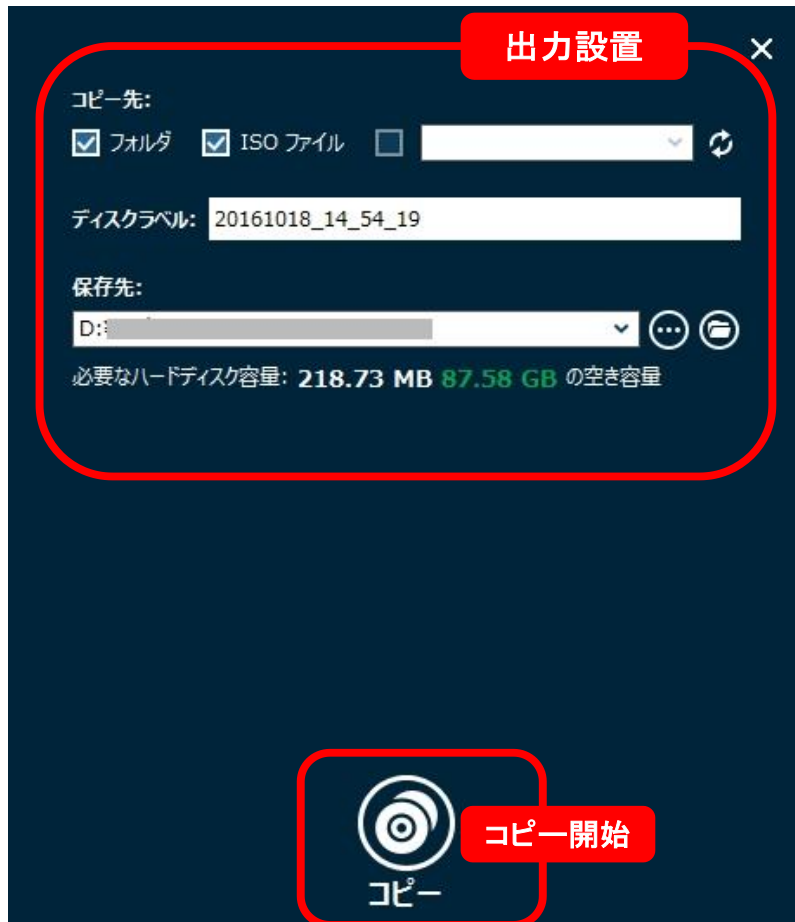 出力設置
コピー先:
フォルダ ISO ファイル
ディスクラベル: 20161018_14_54_19
保存先:
D:
必要なハードディスク容量: 218.73 MB 87.58 GB の空き容量
コピー開始
コピー